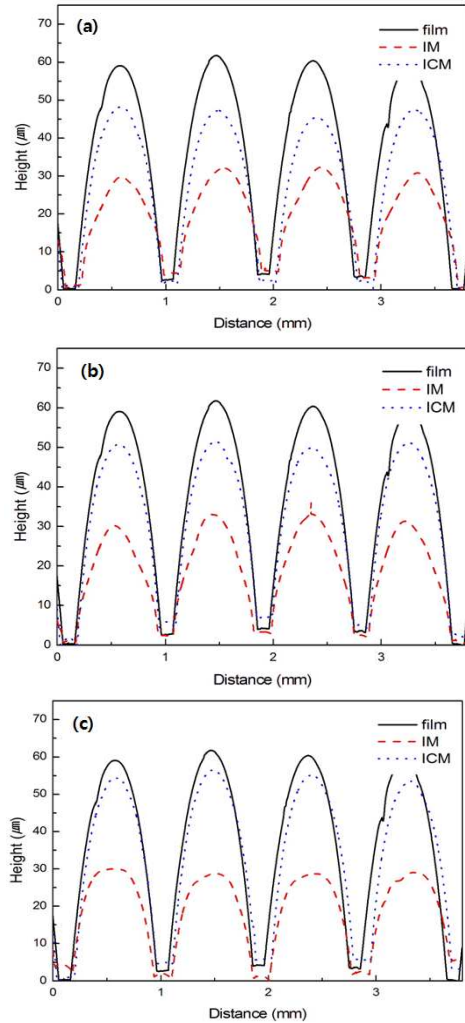 (a)
film
IM
ICM
Height (㎛)
70
60
50
40
30
20
10
0
0
1
2
3
Distance (mm)
(b)
film
IM
ICM
Height (㎛)
70
60
50
40
30
20
10
0
0
1
2
3
Distance (mm)
(c)
film
IM
ICM
Height (㎛)
70
60
50
40
30
20
10
0
0
1
2
3
Distance (mm)